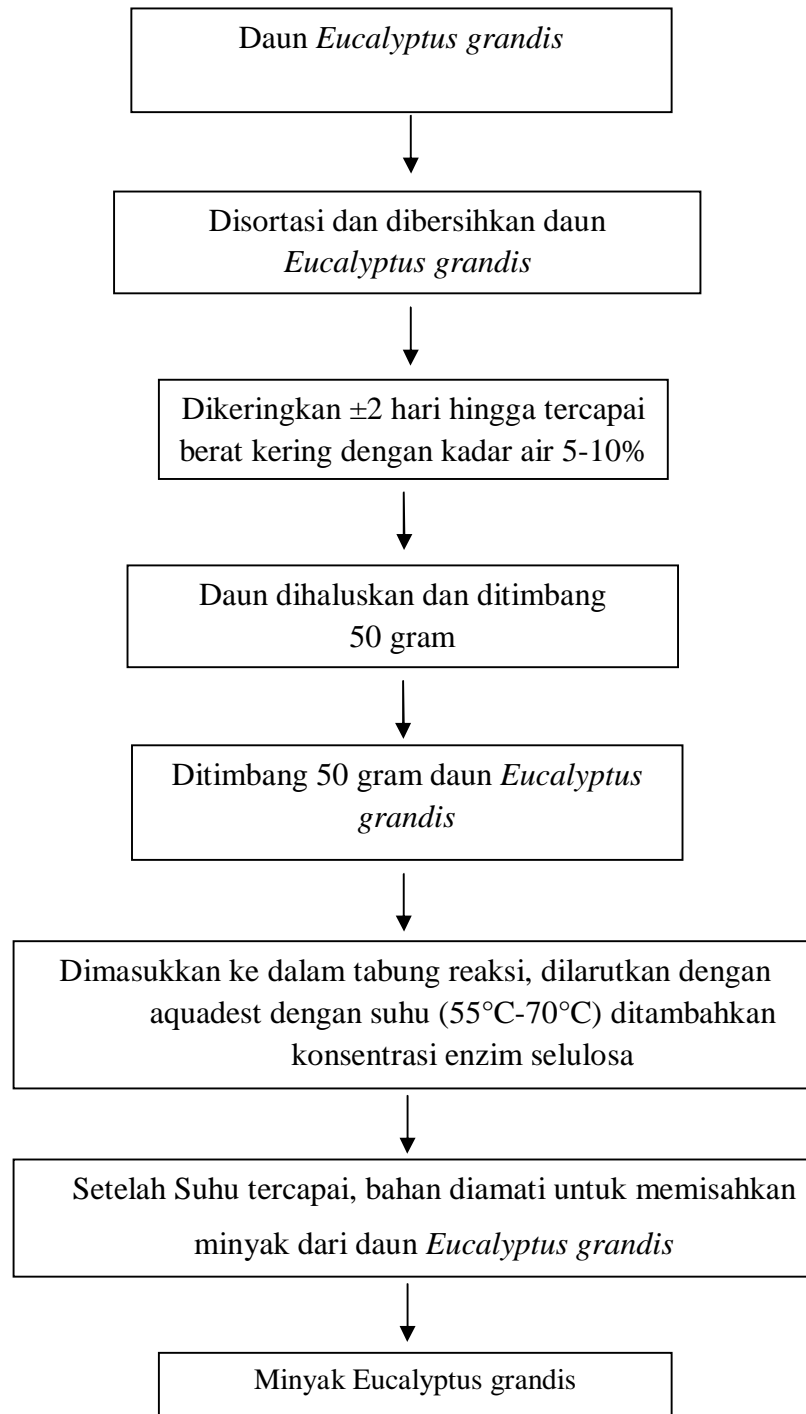 Daun Eucalyptus grandis
Disortasi dan dibersihkan daun
Eucalyptus grandis
Dikeringkan ±2 hari hingga tercapai
berat kering dengan kadar air 5-10%
Daun dihaluskan dan ditimbang
50 gram
Ditimbang 50 gram daun Eucalyptus
grandis
Dimasukkan ke dalam tabung reaksi, dilarutkan dengan
aquadest dengan suhu (55°C-70°C) ditambahkan
konsentrasi enzim selulosa
Setelah Suhu tercapai, bahan diamati untuk memisahkan
minyak dari daun Eucalyptus grandis
Minyak Eucalyptus grandis